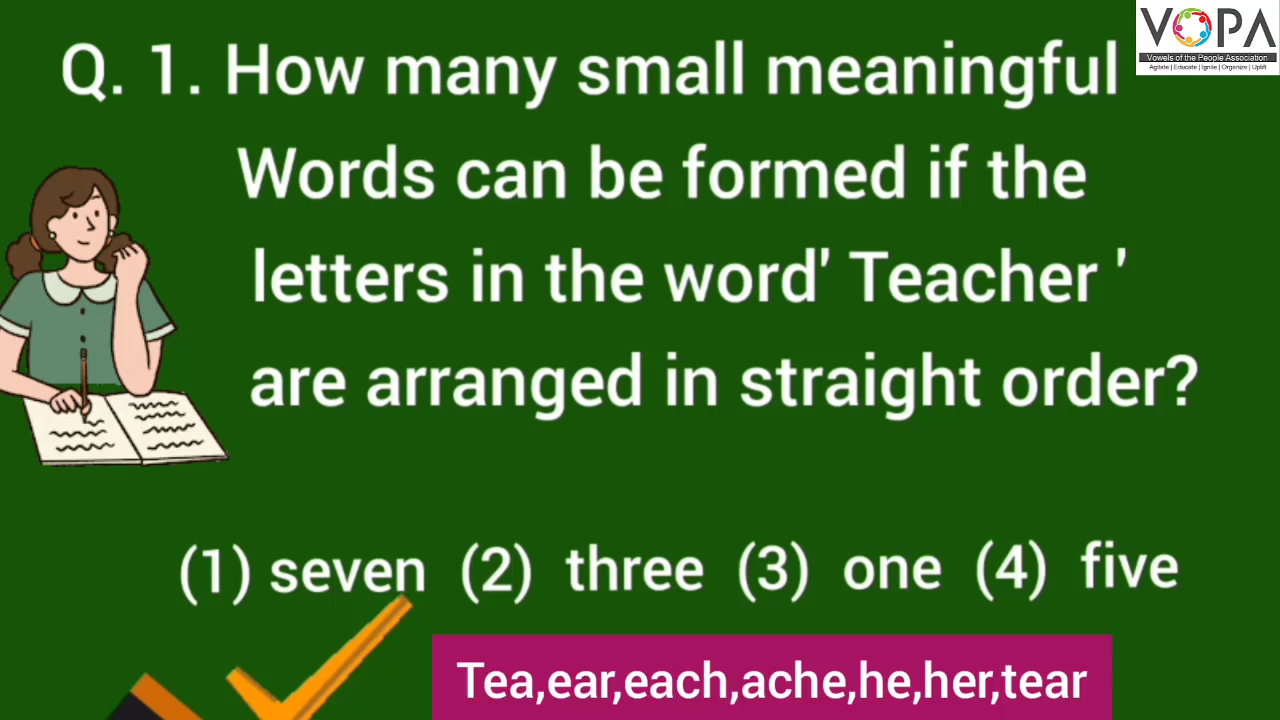 VOPA
Vowels of the People Association
Agitate | Educate | Ignite | Organize | Uplift
Q. 1. How many small meaningful
Words can be formed if the
letters in the word' Teacher '
are arranged in straight order?
(1) seven (2) three (3) one (4) five
Tea,ear,each,ache,he,her,tear